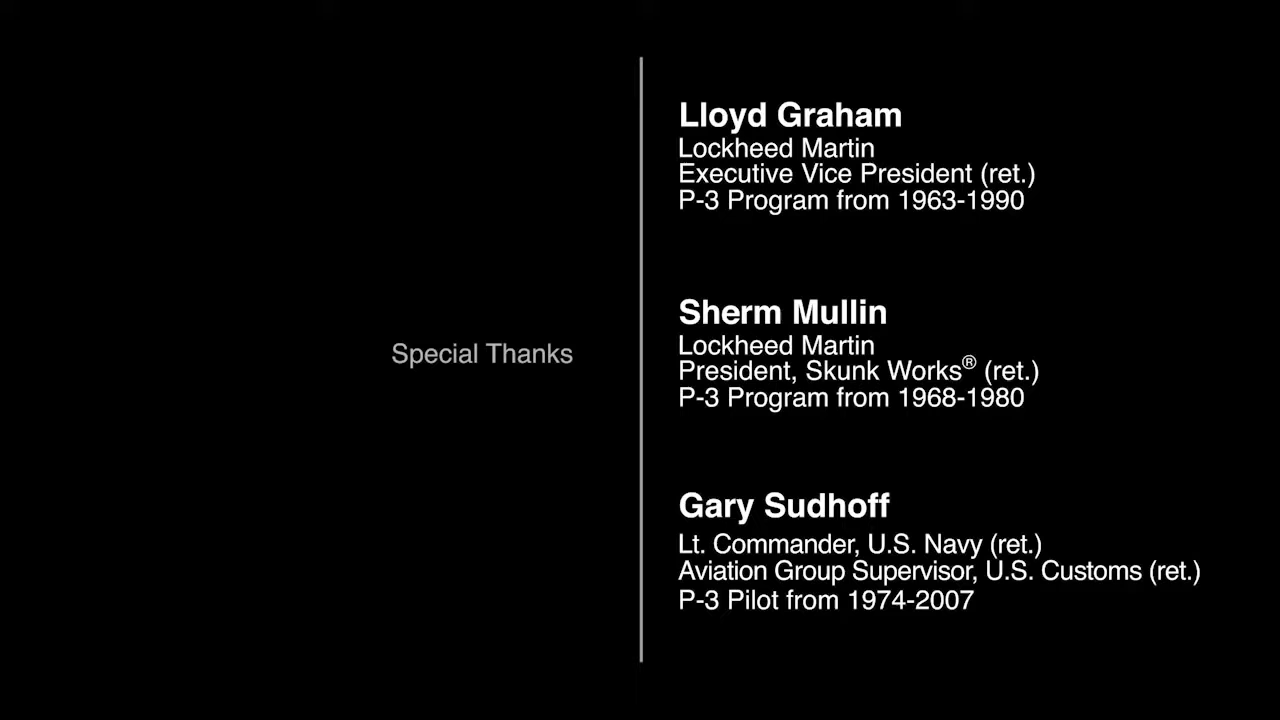 Special Thanks
Lloyd Graham
Lockheed Martin
Executive Vice President (ret.)
P-3 Program from 1963-1990
Sherm Mullin
Lockheed Martin
President, Skunk Works® (ret.)
P-3 Program from 1968-1980
Gary Sudhoff
Lt. Commander, U.S. Navy (ret.)
Aviation Group Supervisor, U.S. Customs (ret.)
P-3 Pilot from 1974-2007